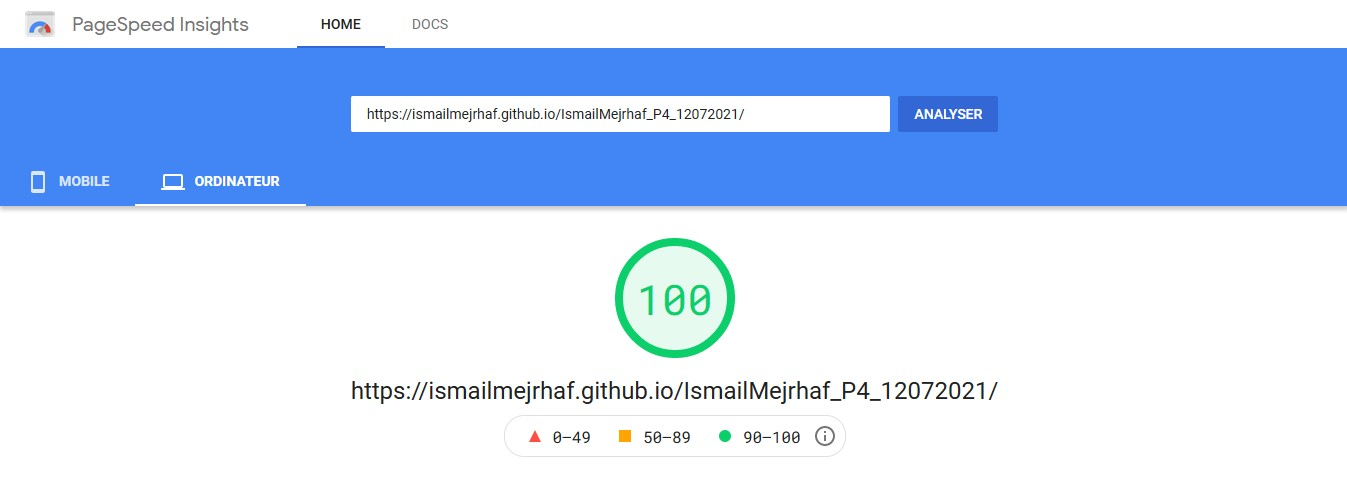 PageSpeed Insights HOME DOCS
https://ismailmejrhaf.github.io/IsmailMejrhaf_P4_12072021/ ANALYSER
MOBILE ORDINATEUR
100
https://ismailmejrhaf.github.io/IsmailMejrhaf_P4_12072021/
0–49 50–89 90–100